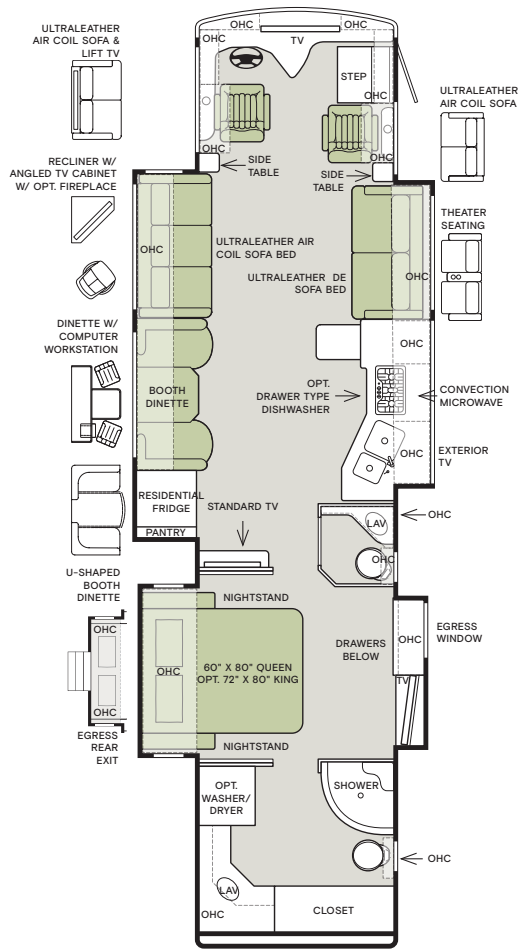 ULTRALEATHER
AIR COIL SOFA &
LIFT TV
OHC
TV
OHC
OHC
STEP
OHC
ULTRALEATHER
AIR COIL SOFA
OHC
OHC
SIDE
TABLE
SIDE
TABLE
RECLINER W/
ANGLED TV CABINET
W/ OPT. FIREPLACE
THEATER
SEATING
OHC
ULTRALEATHER AIR
COIL SOFA BED
ULTRALEATHER DE
SOFA BED
OHC
DINETTE W/
COMPUTER
WORKSTATION
OHC
BOOTH
DINETTE
OPT.
DRAWER TYPE
DISHWASHER
CONVECTION
MICROWAVE
OHC
EXTERIOR
TV
RESIDENTIAL
FRIDGE
PANTRY
STANDARD TV
LAV
OHC
OHC
U-SHAPED
BOOTH
DINETTE
NIGHTSTAND
OHC
OHC
EGRESS
REAR
EXIT
OHC
60" X 80" QUEEN
OPT. 72" X 80" KING
DRAWERS
BELOW
OHC
EGRESS
WINDOW
TV
NIGHTSTAND
OPT.
WASHER/
DRYER
SHOWER
OHC
LAV
OHC
CLOSET